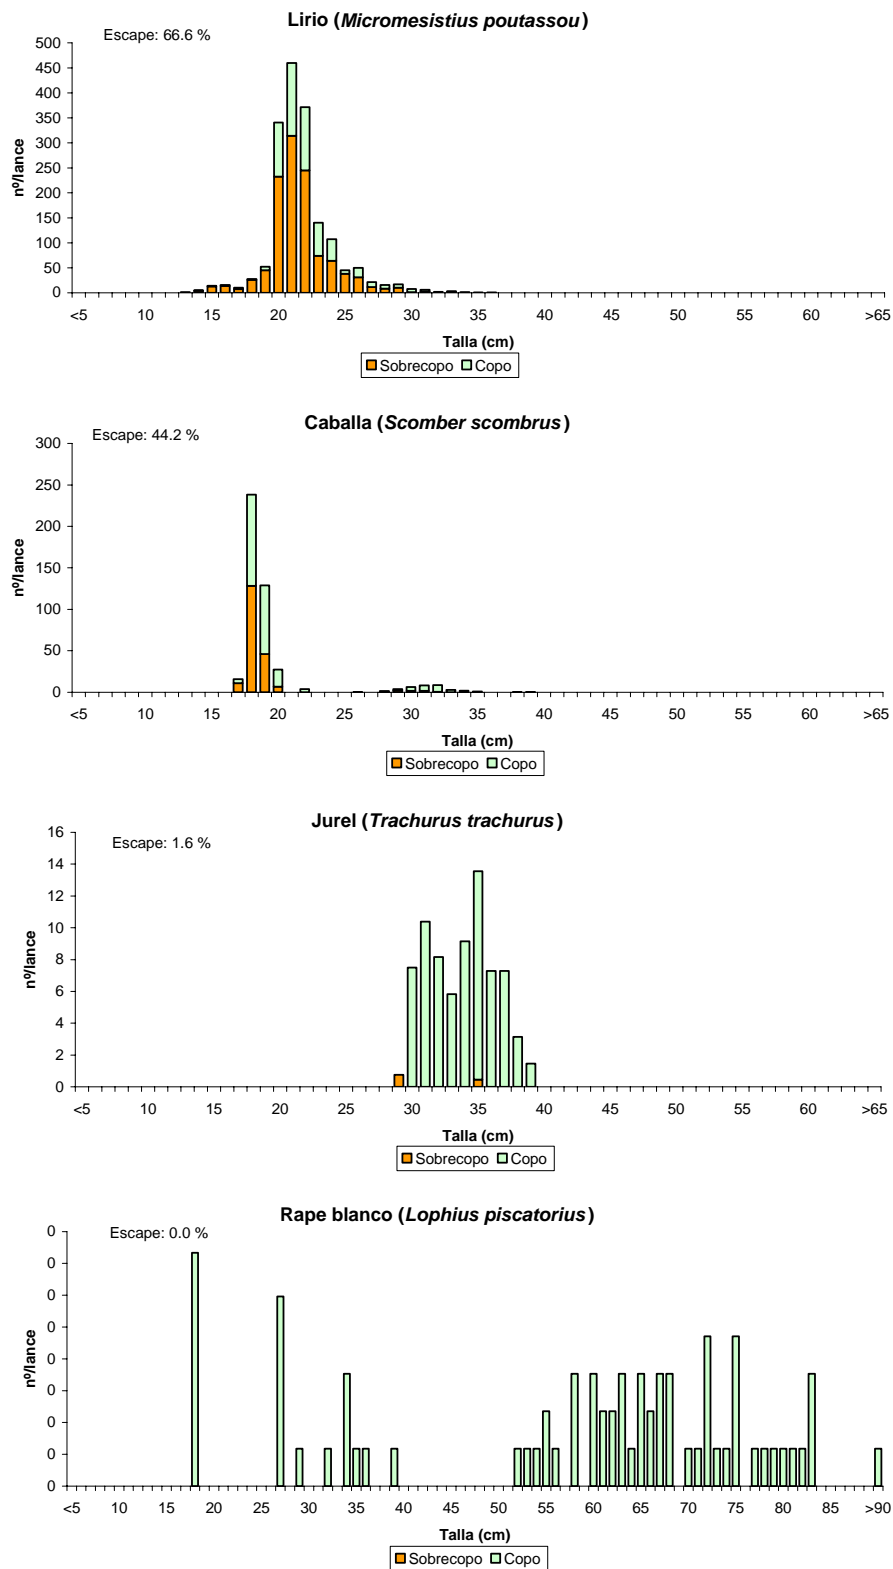 Lirio (Micromesistius poutassou)
Escape: 66.6 %
500
450
400
350
300
250
200
150
100
50
0
nº/lance
<5 10 15 20 25 30 35 40 45 50 55 60 >65
Talla (cm)
Sobrecopo Copo
Caballa (Scomber scombrus)
Escape: 44.2 %
300
250
200
150
100
50
0
nº/lance
<5 10 15 20 25 30 35 40 45 50 55 60 >65
Talla (cm)
Sobrecopo Copo
Jurel (Trachurus trachurus)
Escape: 1.6 %
16
14
12
10
8
6
4
2
0
nº/lance
<5 10 15 20 25 30 35 40 45 50 55 60 >65
Talla (cm)
Sobrecopo Copo
Rape blanco (Lophius piscatorius)
Escape: 0.0 %
0
0
0
0
0
0
0
0
0
nº/lance
<5 10 15 20 25 30 35 40 45 50 55 60 65 70 75 80 85 >90
Talla (cm)
Sobrecopo Copo